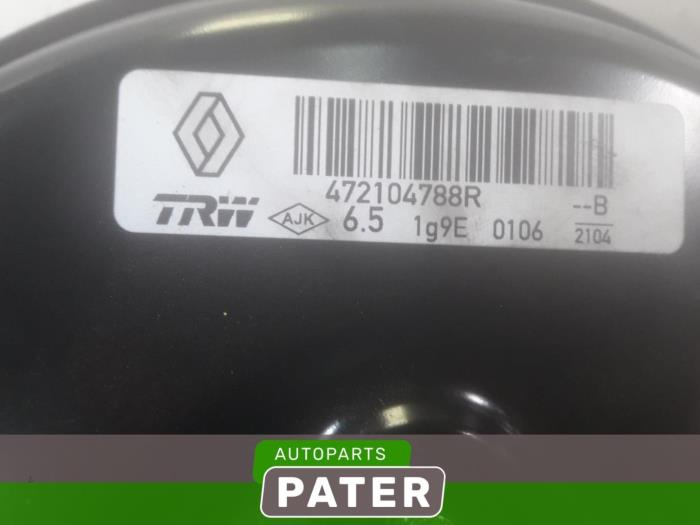 472104788R
TRW AJK 6.5 1g9E 0106
--B
2104
AUTOPARTS
PATER